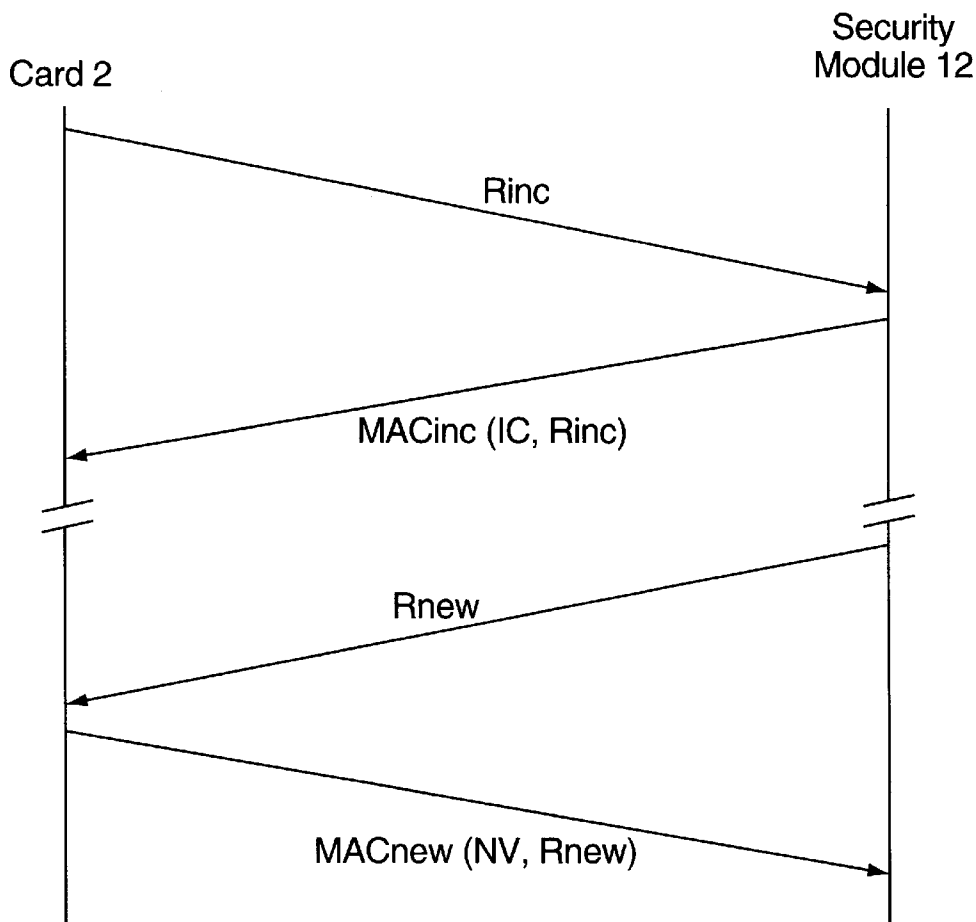 Card 2
Security
Module 12
Rinc
MACinc (IC, Rinc)
Rnew
MACnew (NV, Rnew)